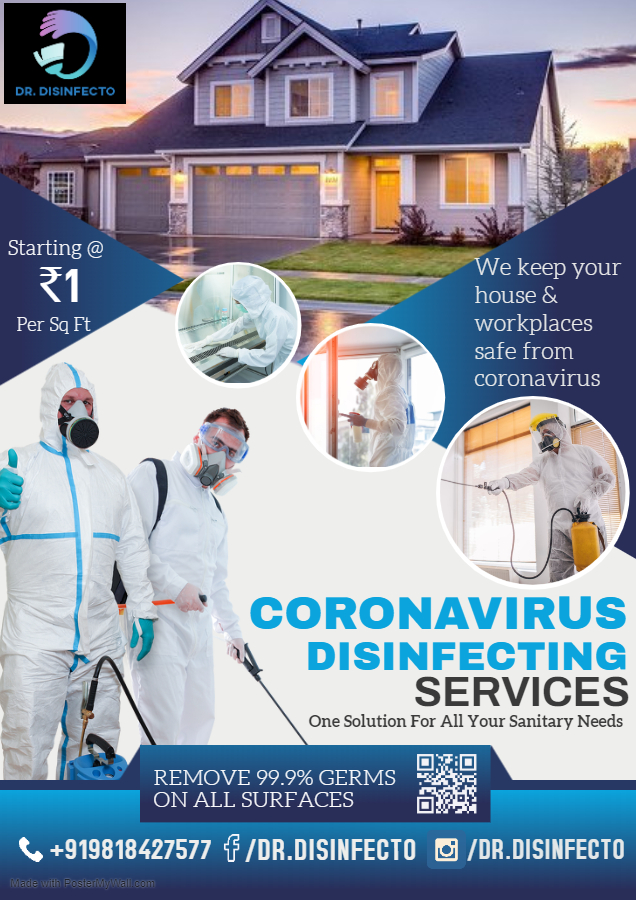 DR. DISINFECTO
Starting @
₹1
Per Sq Ft
We keep your
house &
workplaces
safe from
coronavirus
CORONAVIRUS
DISINFECTING
SERVICES
One Solution For All Your Sanitary Needs
REMOVE 99.9% GERMS
ON ALL SURFACES
+919818427577 /DR.DISINFECTO /DR.DISINFECTO
Made with PosterMyWall.com